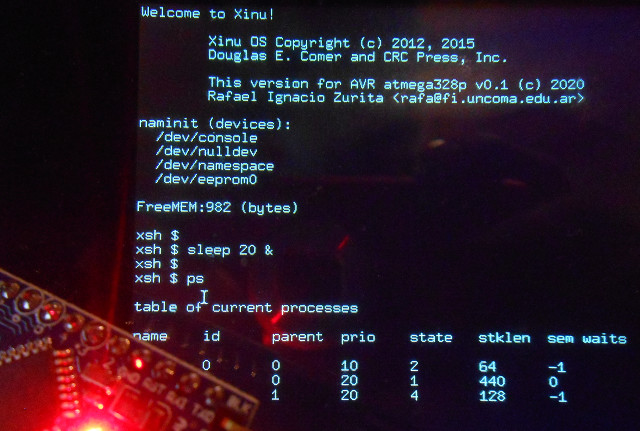 Welcome to Xinu!
Xinu OS Copyright (c) 2012, 2015
Douglas E. Comer and CRC Press, Inc.
This version for AVR atmega328p v0.1 (c) 2020
Rafael Ignacio Zurita <rafa@fi.uncoma.edu.ar>
naminit (devices):
/dev/console
/dev/nulldev
/dev/namespace
/dev/eeprom0
FreeMEM:982 (bytes)
xsh $
xsh $ sleep 20 &
xsh $
xsh $ ps
table of current processes
name id parent prio state stklen sem waits
0 0 10 2 64 -1
0 20 1 440 0
1 20 4 128 -1
BLK